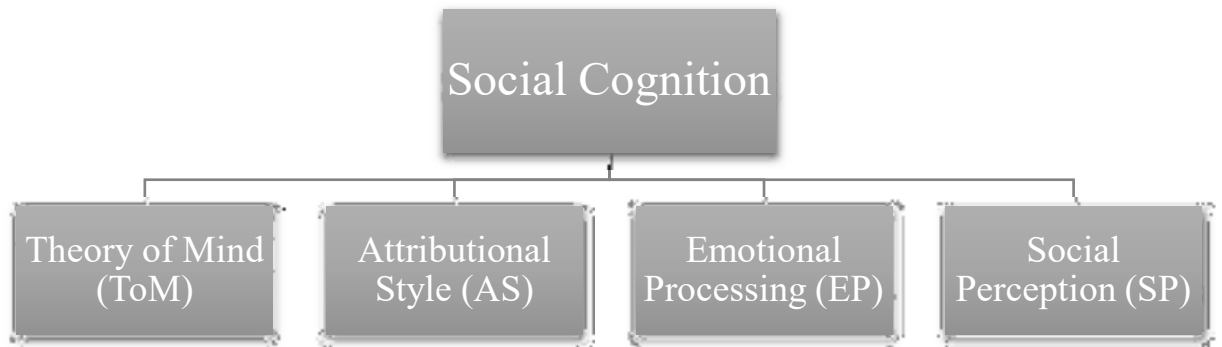 Social Cognition
Theory of Mind
(ToM)
Attributional
Style (AS)
Emotional
Processing (EP)
Social
Perception (SP)